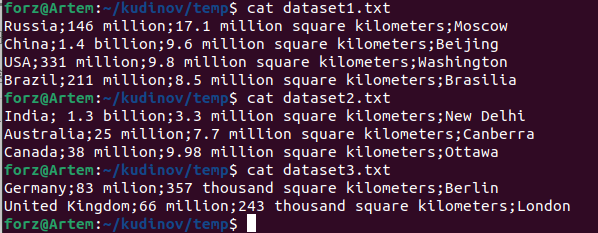 forz@Artem:~/kudinov/temp$ cat dataset1.txt
Russia;146 million;17.1 million square kilometers;Moscow
China;1.4 billion;9.6 million square kilometers;Beijing
USA;331 million;9.8 million square kilometers;Washington
Brazil;211 million;8.5 million square kilometers;Brasilia
forz@Artem:~/kudinov/temp$ cat dataset2.txt
India; 1.3 billion;3.3 million square kilometers;New Delhi
Australia;25 million;7.7 million square kilometers;Canberra
Canada;38 million;9.98 million square kilometers;Ottawa
forz@Artem:~/kudinov/temp$ cat dataset3.txt
Germany;83 milion;357 thousand square kilometers;Berlin
United Kingdom;66 million;243 thousand square kilometers;London
forz@Artem:~/kudinov/temp$